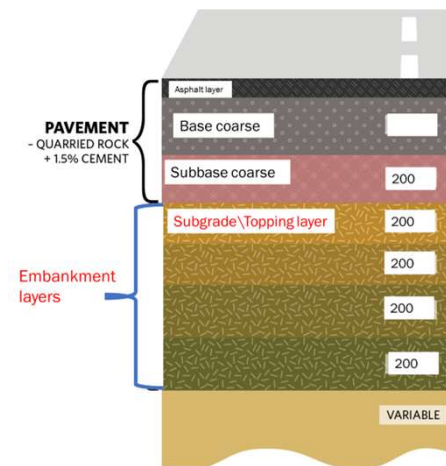 Asphalt layer
PAVEMENT
- QUARRIED ROCK
+ 1.5% CEMENT
Base coarse
Subbase coarse
200
Subgrade\Topping layer
200
Embankment
layers
200
200
200
VARIABLE